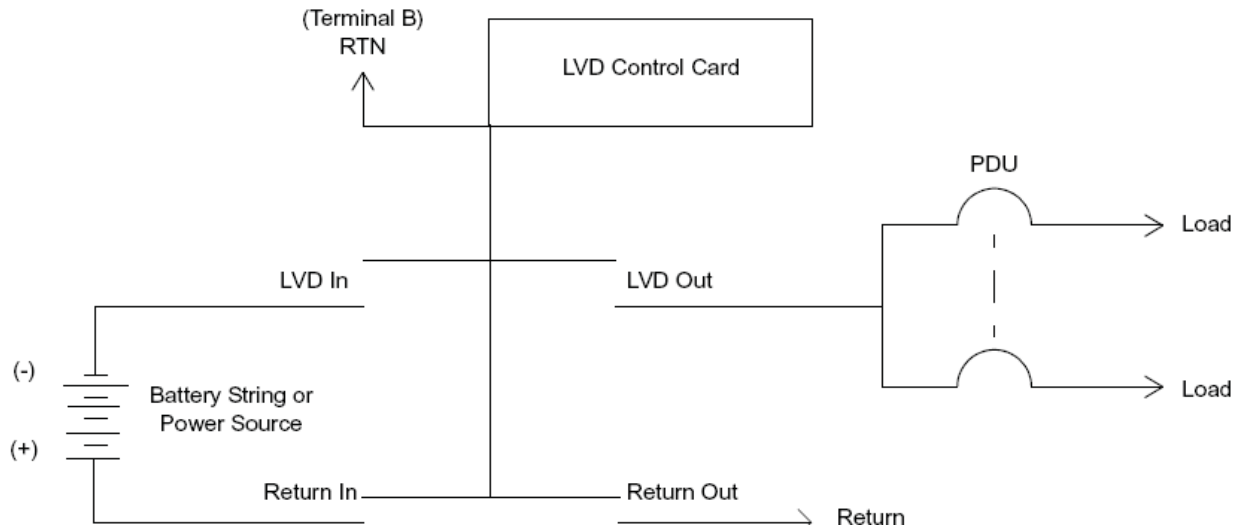 (Terminal B)
RTN
LVD Control Card
PDU
Load
LVD In
LVD Out
(-)
Battery String or
Power Source
(+)
Load
Return In
Return Out
Return